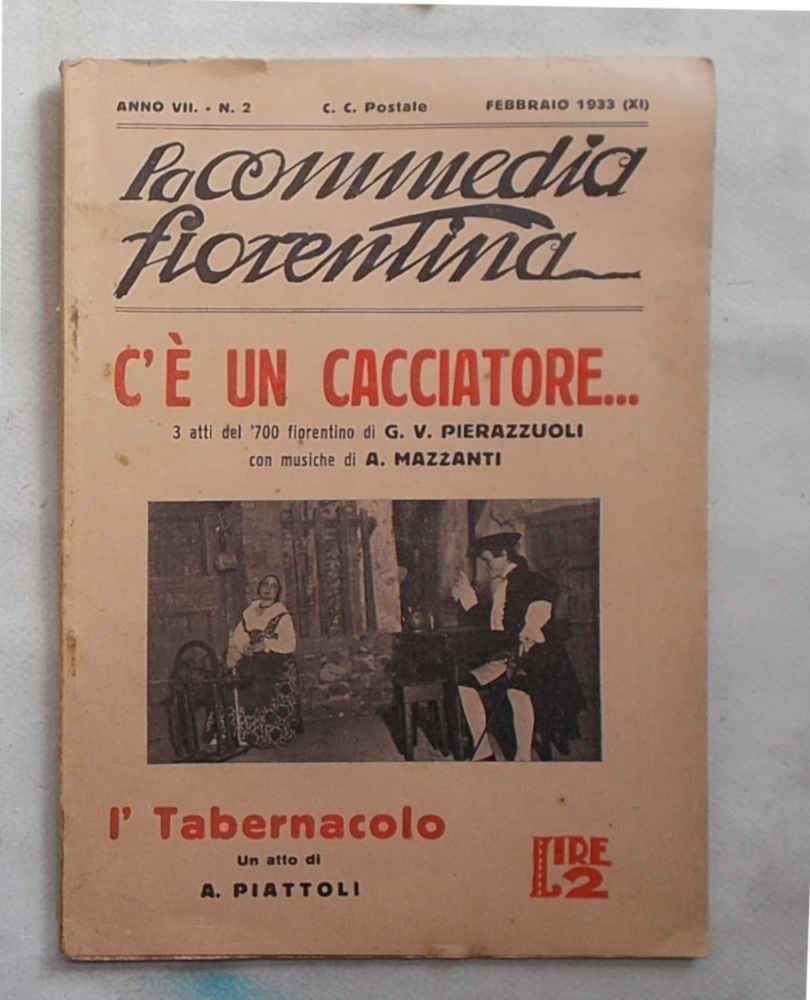 ANNO VII. - N. 2 C. C. Postale FEBBRAIO 1933 (XI)
La commedia
fiorentina
C'È UN CACCIATORE...
3 atti del '700 fiorentino di G. V. PIERAZZUOLI
con musiche di A. MAZZANTI
I' Tabernacolo
Un atto di
A. PIATTOLI
LIRE
2